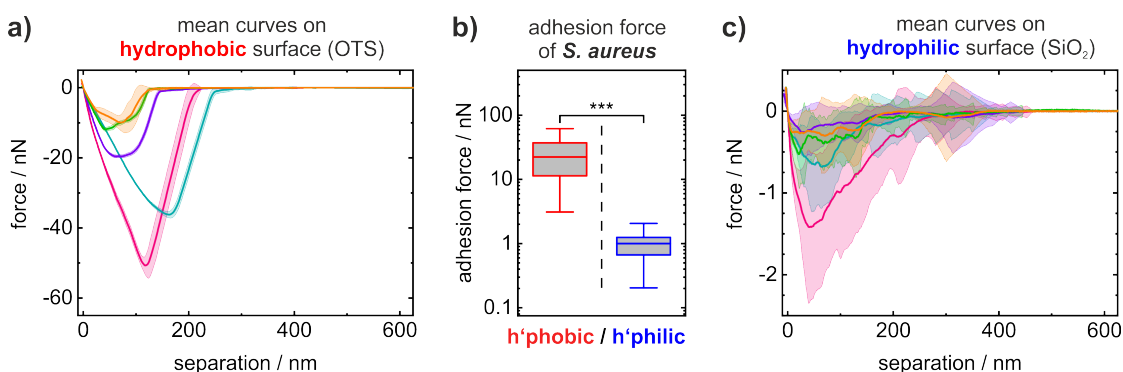 a)
mean curves on
hydrophobic surface (OTS)
0
-20
-40
-60
force / nN
0
200
400
600
separation / nm
b)
adhesion force
of S. aureus
***
100
10
1
0.1
adhesion force / nN
h‘phobic / h‘philic
c)
mean curves on
hydrophilic surface (SiO₂)
0
-1
-2
force / nN
0
200
400
600
separation / nm